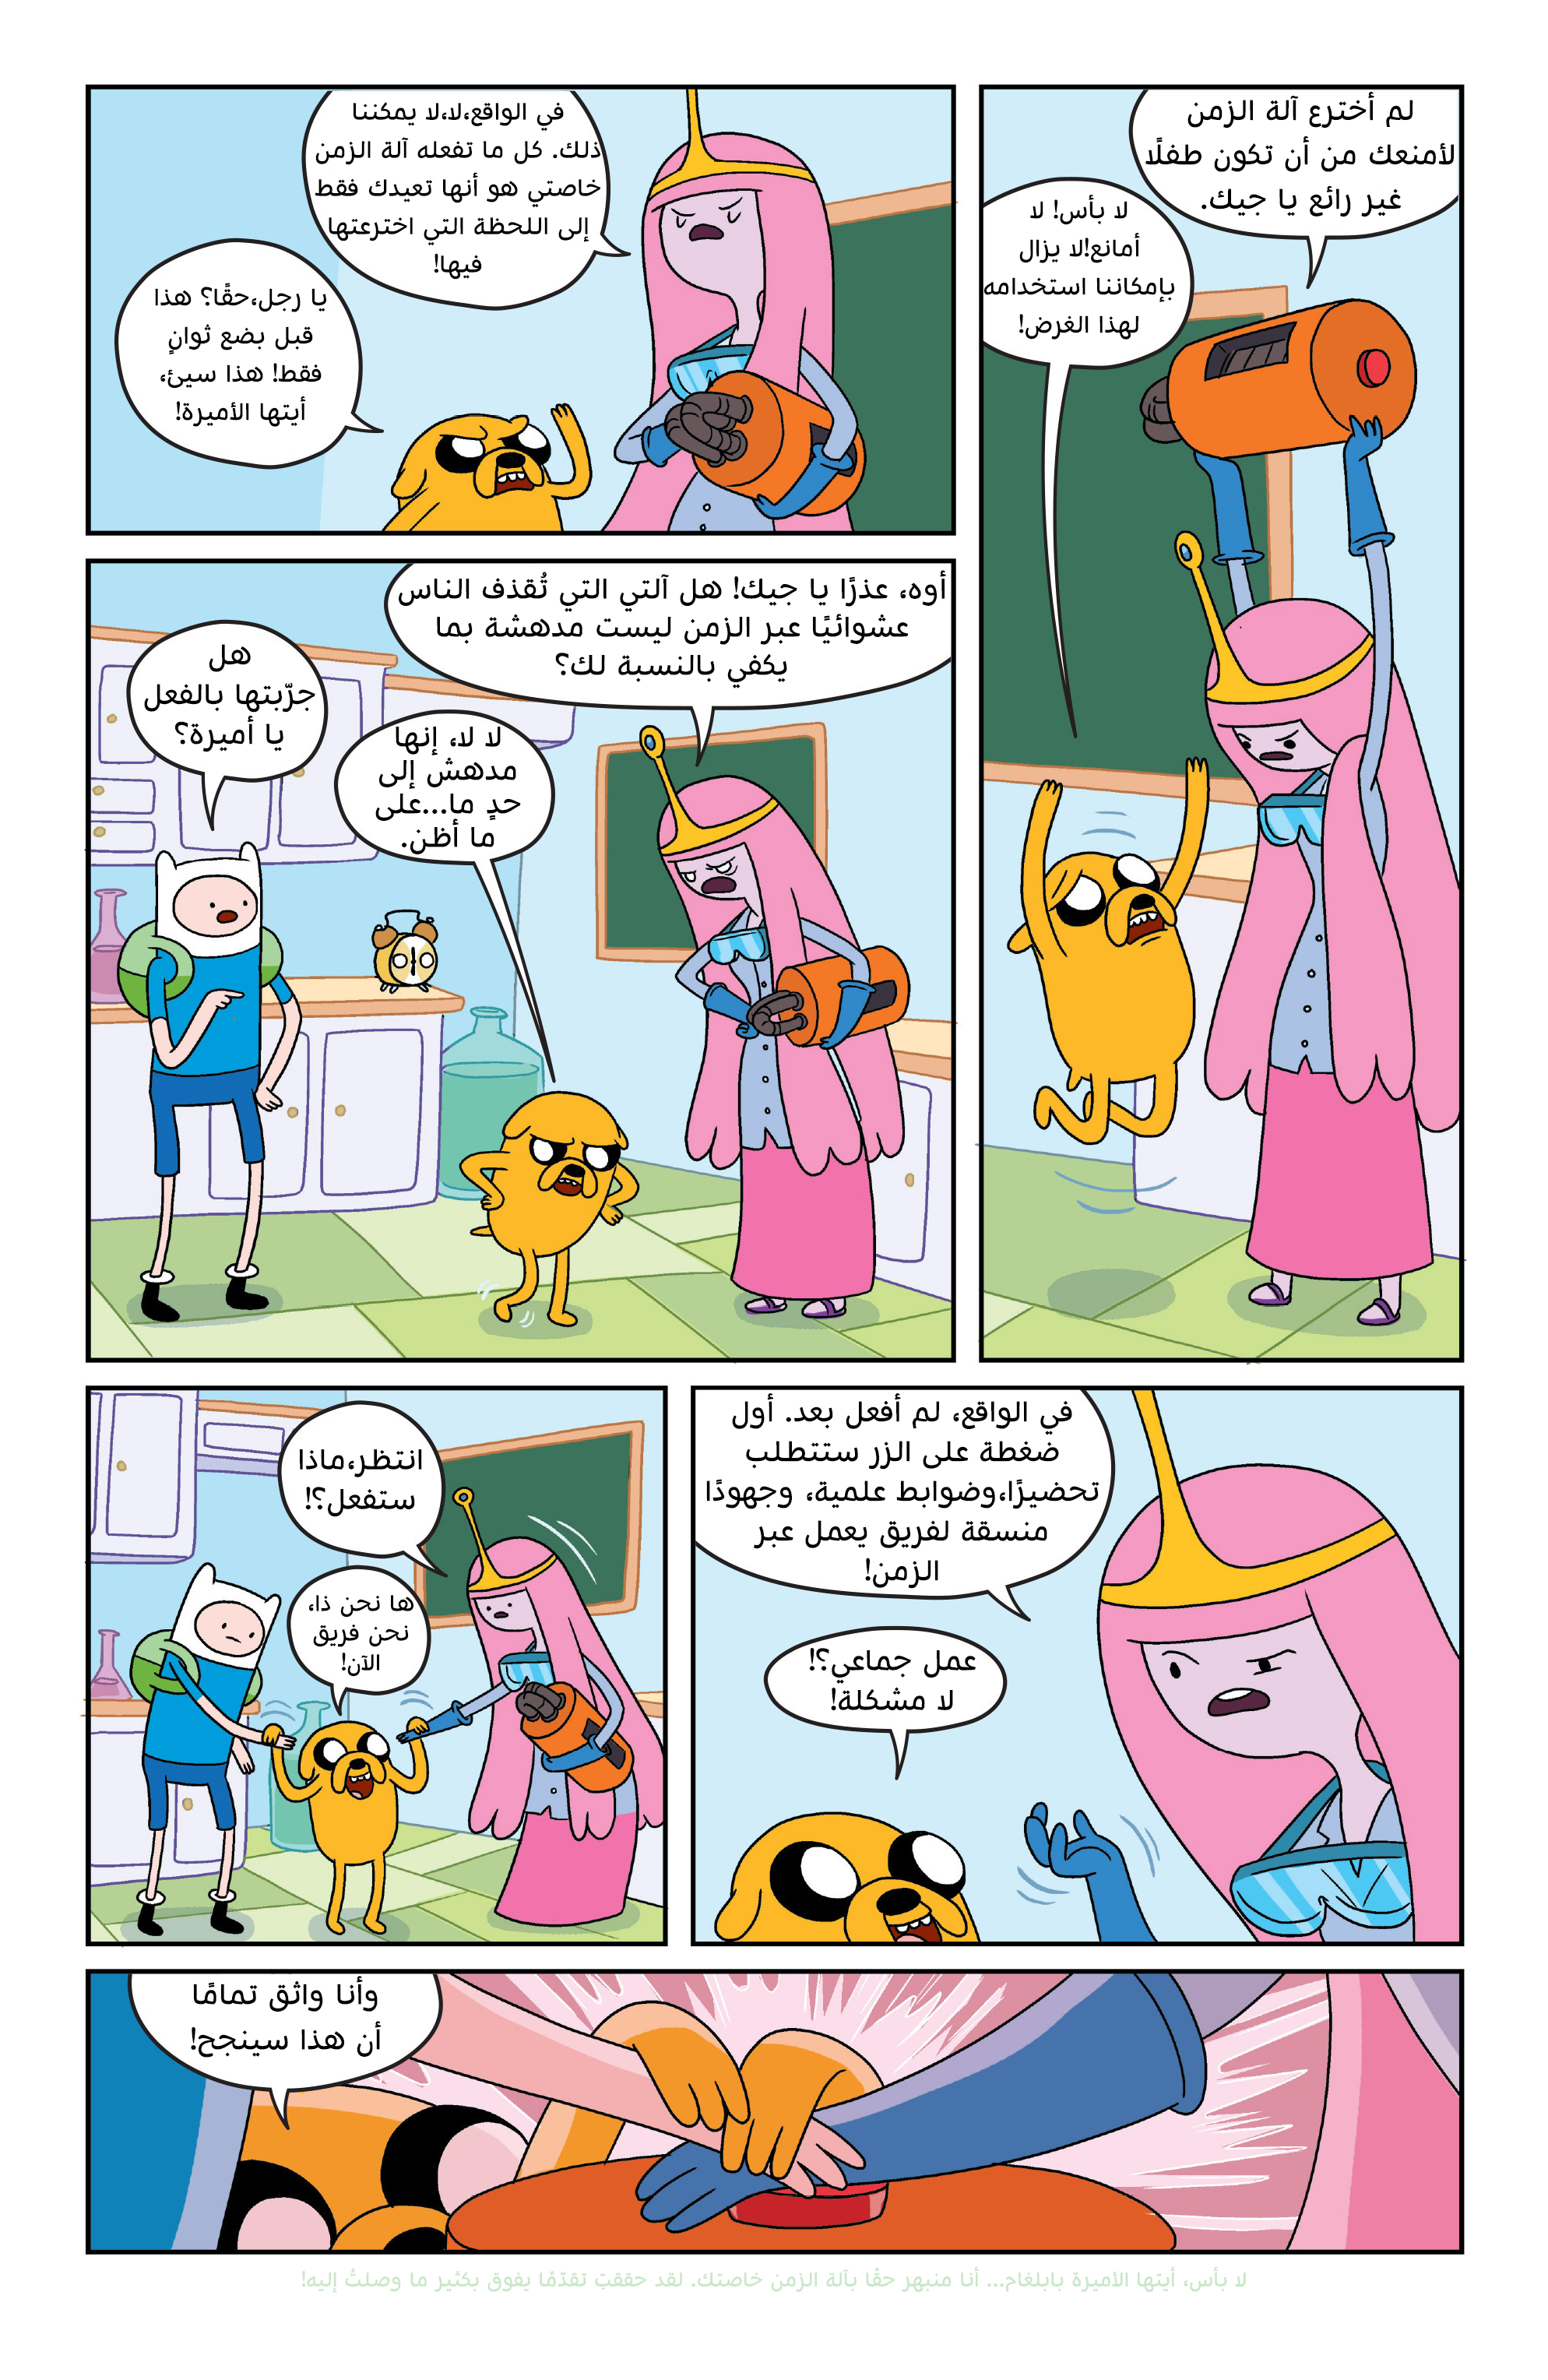 لم أخترع آلة الزمن
لأمنعك من أن تكون طفلًا
غير رائع يا جيك.
لا بأس! لا
أمانع!لا يزال
بإمكاننا استخدامه
لهذا الغرض!
في الواقع،لا،لا يمكننا
ذلك. كل ما تفعله آلة الزمن
خاصتي هو أنها تعيدك فقط
إلى اللحظة التي اخترعتها
فيها!
يا رجل،حقًا؟ هذا
قبل بضع ثوانٍ
فقط! هذا سيئ،
أيتها الأميرة!
أوه، عذرًا يا جيك! هل آلتي التي تُقذف الناس
عشوائيًا عبر الزمن ليست مدهشة بما
يكفي بالنسبة لك؟
لا لا، إنها
مدهش إلى
حدٍ ما...على
ما أظن.
هل
جرّبتها بالفعل
يا أميرة؟
في الواقع، لم أفعل بعد. أول
ضغطة على الزر ستتطلب
تحضيرًا،وضوابط علمية، وجهودًا
منسقة لفريق يعمل عبر
الزمن!
عمل جماعي؟!
لا مشكلة!
انتظر،ماذا
ستفعل؟!
ها نحن ذا،
نحن فريق
الآن!
وأنا واثق تمامًا
أن هذا سينجح!
لا بأس، أيتها الأميرة بابلغام... أنا منبهر حقًا بآلة الزمن خاصتك. لقد حققتِ تقدّمًا يفوق بكثير ما وصلتُ إليه!